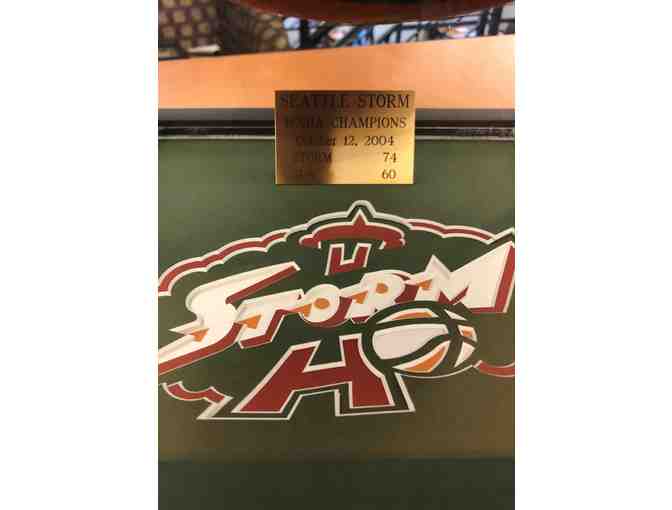 SEATTLE STORM
WNBA CHAMPIONS
October 12, 2004
STORM 74
60
STORM